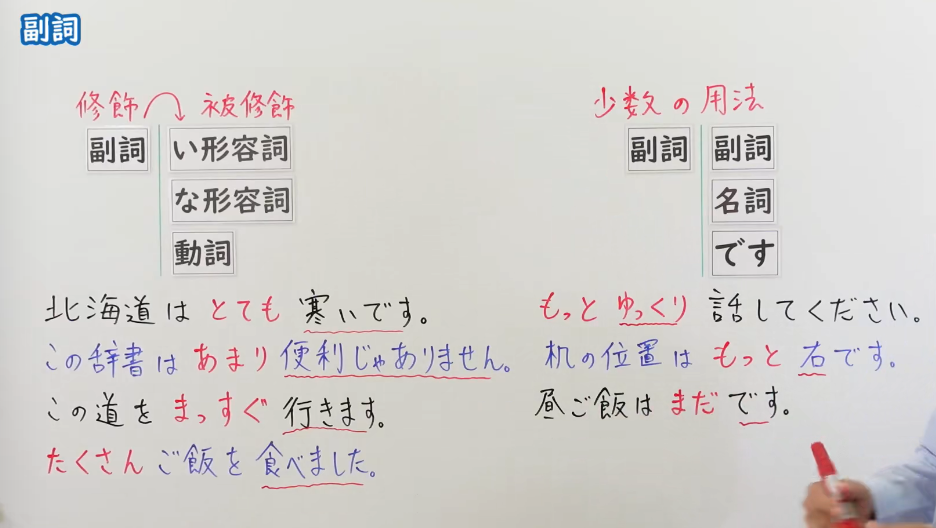 副詞
修飾 被修飾
副詞 い形容詞
な形容詞
動詞
北海道は とても 寒いです。
この辞書は あまり 便利じゃありません。
この道を まっすぐ 行きます。
たくさん ご飯を 食べました。
少数の用法
副詞 副詞
名詞
です
もっと ゆっくり 話してください。
机の位置は もっと 右です。
昼ご飯は まだ です。